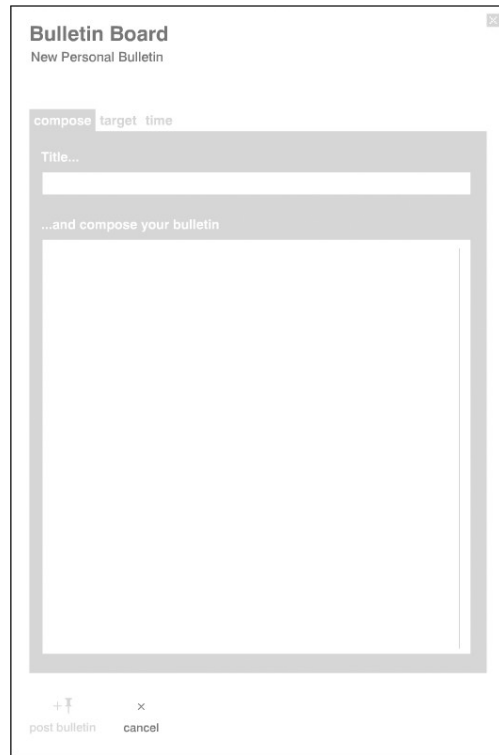 Bulletin Board
New Personal Bulletin
compose target time
Title...
...and compose your bulletin
post bulletin cancel